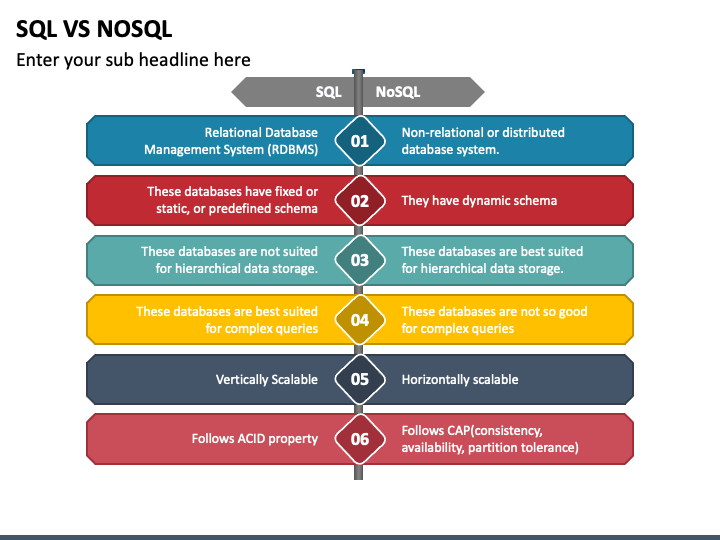 SQL VS NOSQL
Enter your sub headline here
SQL NoSQL
Relational Database
Management System (RDBMS)
01
Non-relational or distributed
database system.
These databases have fixed or
static, or predefined schema
02
They have dynamic schema
These databases are not suited
for hierarchical data storage.
03
These databases are best suited
for hierarchical data storage.
These databases are best suited
for complex queries
04
These databases are not so good
for complex queries
Vertically Scalable
05
Horizontally scalable
Follows ACID property
06
Follows CAP(consistency,
availability, partition tolerance)